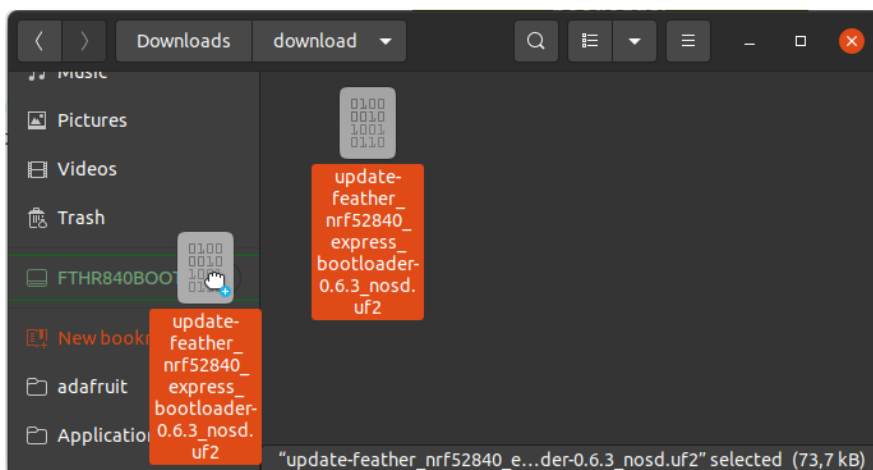 Downloads
download
Music
Pictures
Videos
Trash
FTHR840BOOT
New bookm
adafruit
Application
0100
0010
1001
0110
update-
feather_
nrf52840_
express_
bootloader-
0.6.3_nosd.
uf2
0100
0010
update-
feather_
nrf52840_
express_
bootloader-
0.6.3_nosd.
uf2
“update-feather_nrf52840_e...der-0.6.3_nosd.uf2” selected (73,7 kB)